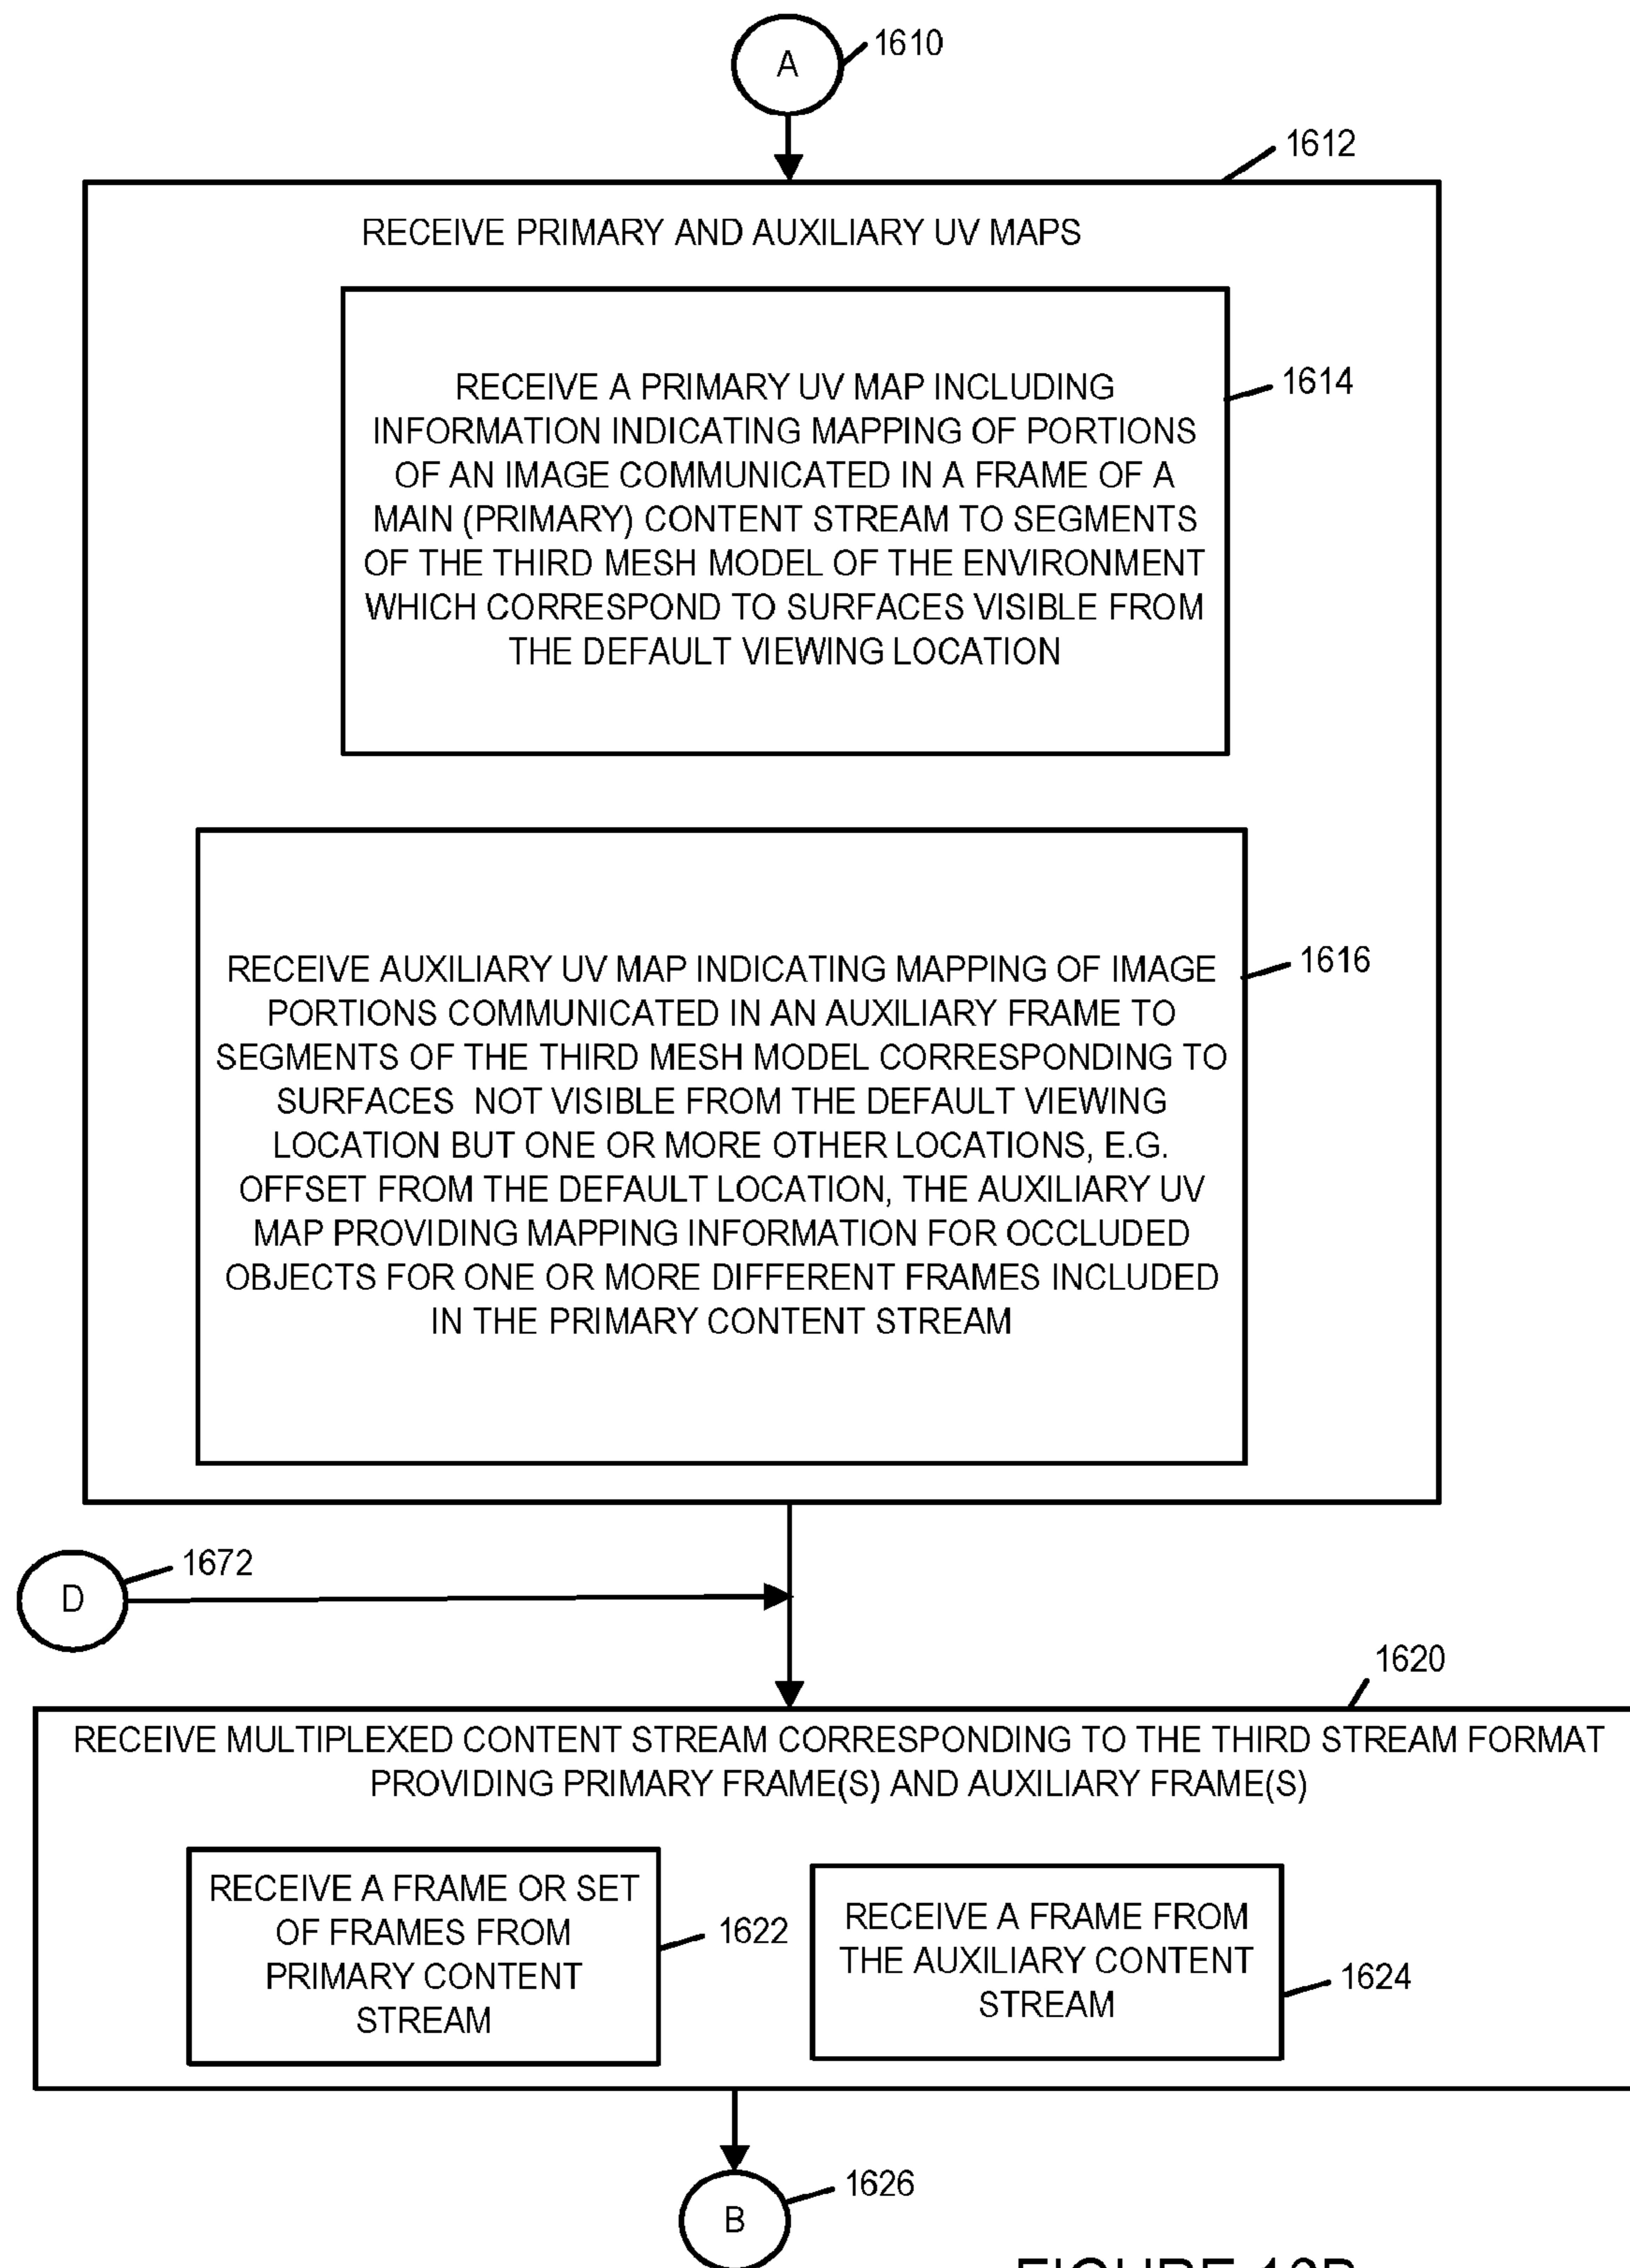 A
1610
1612
RECEIVE PRIMARY AND AUXILIARY UV MAPS
RECEIVE A PRIMARY UV MAP INCLUDING
INFORMATION INDICATING MAPPING OF PORTIONS
OF AN IMAGE COMMUNICATED IN A FRAME OF A
MAIN (PRIMARY) CONTENT STREAM TO SEGMENTS
OF THE THIRD MESH MODEL OF THE ENVIRONMENT
WHICH CORRESPOND TO SURFACES VISIBLE FROM
THE DEFAULT VIEWING LOCATION
1614
RECEIVE AUXILIARY UV MAP INDICATING MAPPING OF IMAGE
PORTIONS COMMUNICATED IN AN AUXILIARY FRAME TO
SEGMENTS OF THE THIRD MESH MODEL CORRESPONDING TO
SURFACES NOT VISIBLE FROM THE DEFAULT VIEWING
LOCATION BUT ONE OR MORE OTHER LOCATIONS, E.G.
OFFSET FROM THE DEFAULT LOCATION, THE AUXILIARY UV
MAP PROVIDING MAPPING INFORMATION FOR OCCLUDED
OBJECTS FOR ONE OR MORE DIFFERENT FRAMES INCLUDED
IN THE PRIMARY CONTENT STREAM
1616
D
1672
1620
RECEIVE MULTIPLEXED CONTENT STREAM CORRESPONDING TO THE THIRD STREAM FORMAT
PROVIDING PRIMARY FRAME(S) AND AUXILIARY FRAME(S)
RECEIVE A FRAME OR SET
OF FRAMES FROM
PRIMARY CONTENT
STREAM
1622
RECEIVE A FRAME FROM
THE AUXILIARY CONTENT
STREAM
1624
B
1626
FIGURE